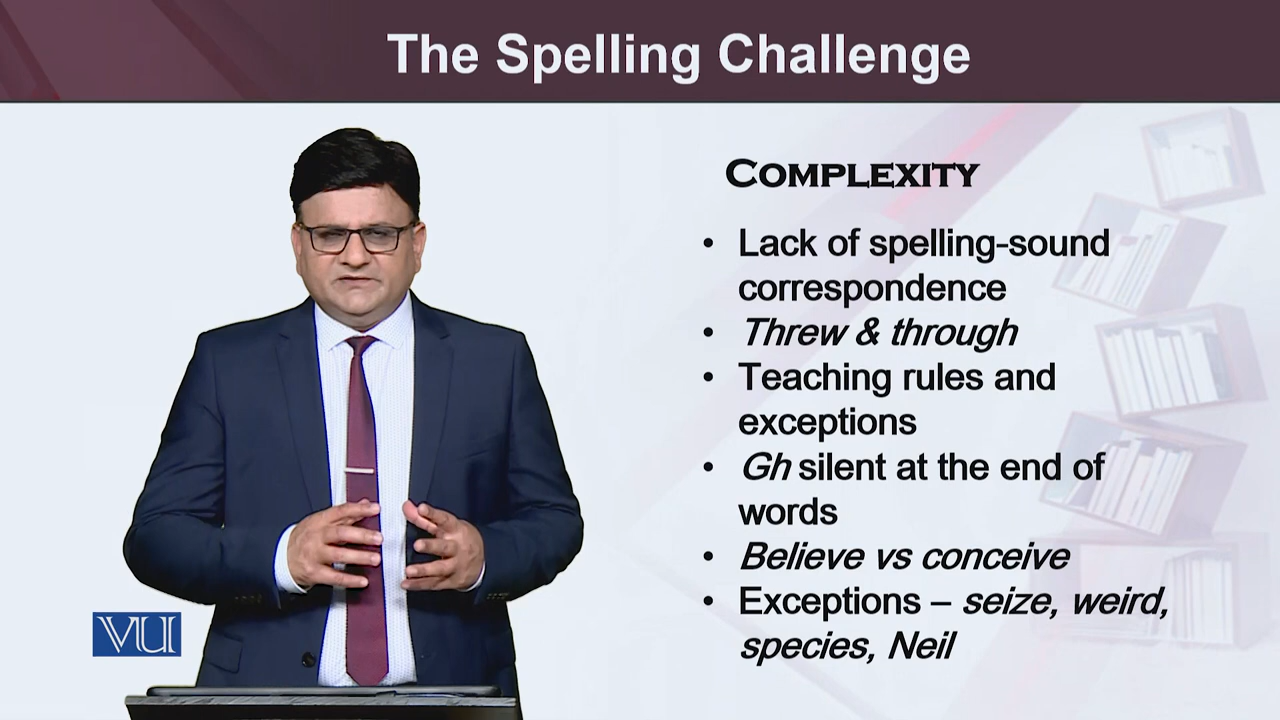 The Spelling Challenge
COMPLEXITY
• Lack of spelling-sound
correspondence
• Threw & through
• Teaching rules and
exceptions
• Gh silent at the end of
words
• Believe vs conceive
• Exceptions – seize, weird,
species, Neil
VU